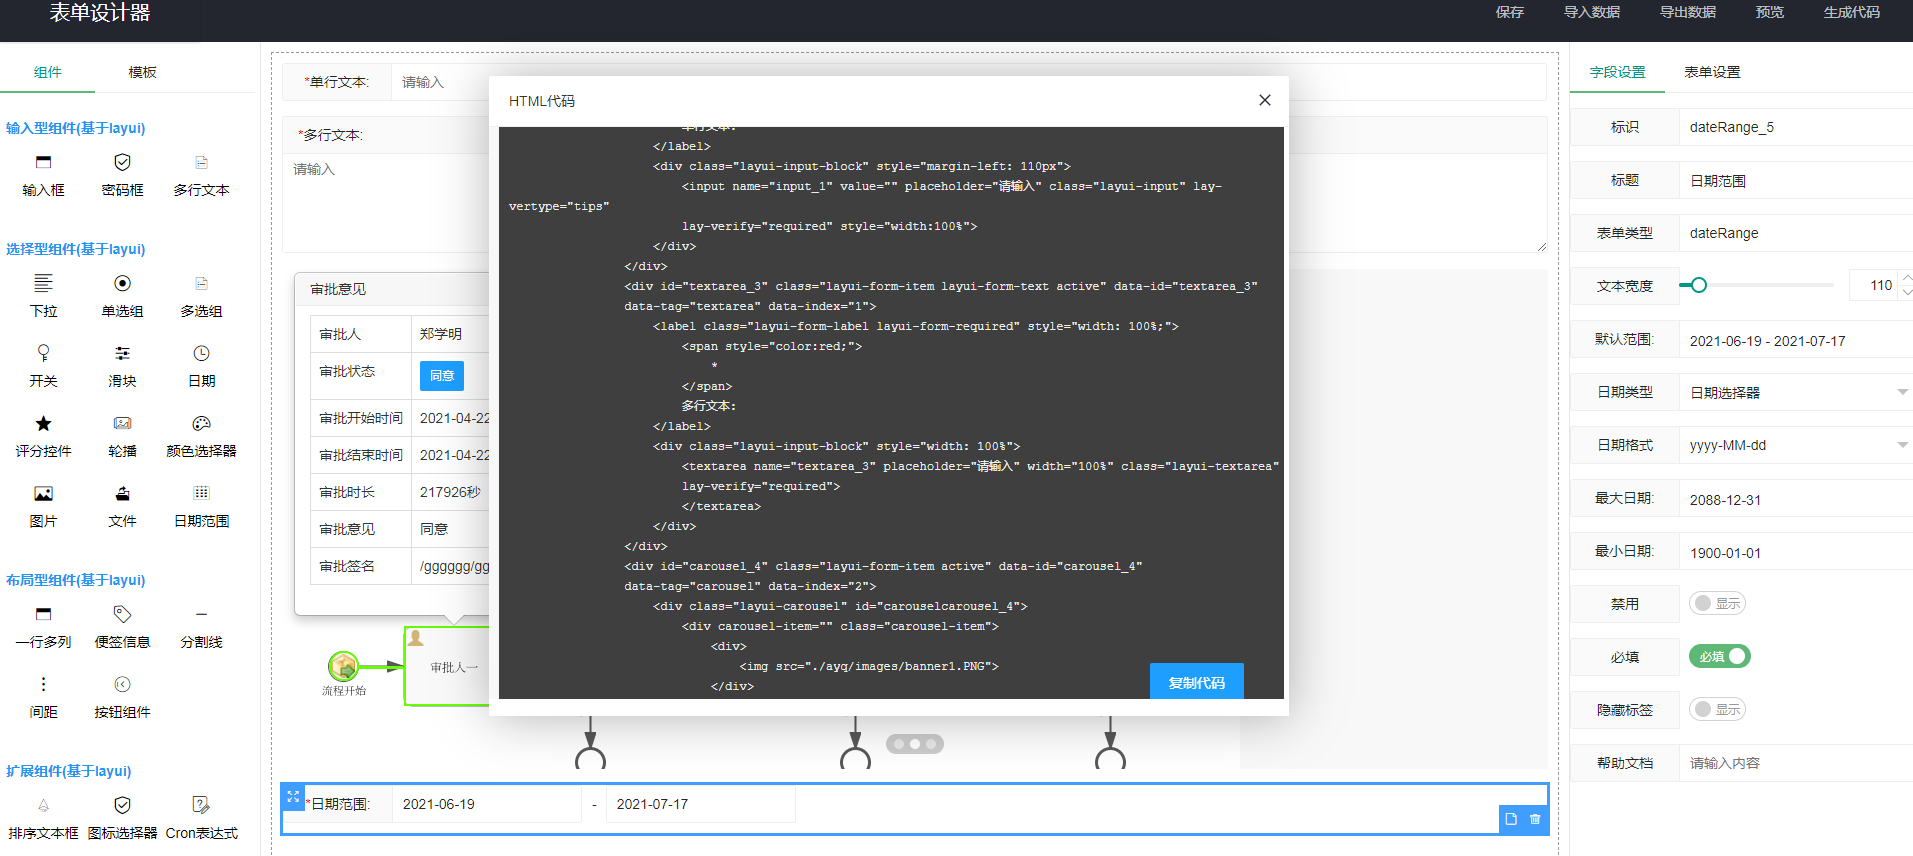 表单设计器
保存
导入数据
导出数据
预览
生成代码
组件
模板
输入型组件(基于layui)
输入框
密码框
多行文本
选择型组件(基于layui)
下拉
单选组
多选组
开关
滑块
日期
评分控件
轮播
颜色选择器
图片
文件
日期范围
布局型组件(基于layui)
一行多列
便签信息
分割线
间距
按钮组件
扩展组件(基于layui)
排序文本框
图标选择器
Cron表达式
*单行文本:
请输入
*多行文本:
请输入
审批意见
审批人
郑学明
审批状态
同意
审批开始时间
2021-04-22
审批结束时间
2021-04-22
审批时长
217926秒
审批意见
同意
审批签名
/gggggg/gg
流程开始
审批人一
HTML代码
单行文本:
</label>
<div class="layui-input-block" style="margin-left: 110px">
<input name="input_1" value="" placeholder="请输入" class="layui-input" lay-
vertype="tips"
lay-verify="required" style="width:100%">
</div>
</div>
<div id="textarea_3" class="layui-form-item layui-form-text active" data-id="textarea_3"
data-tag="textarea" data-index="1">
<label class="layui-form-label layui-form-required" style="width: 100%;">
<span style="color:red;">
*
</span>
多行文本:
</label>
<div class="layui-input-block" style="width: 100%">
<textarea name="textarea_3" placeholder="请输入" width="100%" class="layui-textarea"
lay-verify="required">
</textarea>
</div>
</div>
<div id="carousel_4" class="layui-form-item active" data-id="carousel_4"
data-tag="carousel" data-index="2">
<div class="layui-carousel" id="carouselcarousel_4">
<div carousel-item="" class="carousel-item">
<div>
<img src="./ayq/images/banner1.PNG">
</div>
复制代码
*日期范围:
2021-06-19
-
2021-07-17
字段设置
表单设置
标识
dateRange_5
标题
日期范围
表单类型
dateRange
文本宽度
110
默认范围:
2021-06-19 - 2021-07-17
日期类型
日期选择器
日期格式
yyyy-MM-dd
最大日期:
2088-12-31
最小日期:
1900-01-01
禁用
显示
必填
必填
隐藏标签
显示
帮助文档
请输入内容